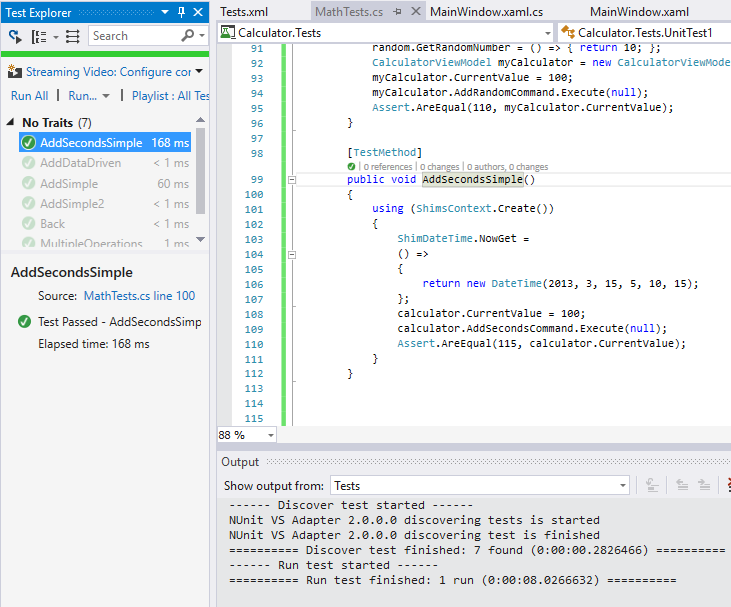 Test Explorer
Search
Streaming Video: Configure cor
Run All | Run... | Playlist : All Tes
No Traits (7)
AddSecondsSimple 168 ms
AddDataDriven < 1 ms
AddSimple 60 ms
AddSimple2 < 1 ms
Back < 1 ms
MultipleOperations 1 ms
AddSecondsSimple
Source: MathTests.cs line 100
Test Passed - AddSecondsSimp
Elapsed time: 168 ms
Tests.xml MathTests.cs MainWindow.xaml.cs MainWindow.xaml
Calculator.Tests Calculator.Tests.UnitTest1
91 random.GetRandomNumber = () => { return 10; };
92 CalculatorViewModel myCalculator = new CalculatorViewMode
93 myCalculator.CurrentValue = 100;
94 myCalculator.AddRandomCommand.Execute(null);
95 Assert.AreEqual(110, myCalculator.CurrentValue);
96 }
97
98 [TestMethod]
| 0 references | 0 changes | 0 authors, 0 changes
99 public void AddSecondsSimple()
100 {
101 using (ShimsContext.Create())
102 {
103 ShimDateTime.NowGet =
104 () =>
105 {
106 return new DateTime(2013, 3, 15, 5, 10, 15);
107 };
108 calculator.CurrentValue = 100;
109 calculator.AddSecondsCommand.Execute(null);
110 Assert.AreEqual(115, calculator.CurrentValue);
111 }
112 }
113
114
115
88 %
Output
Show output from: Tests
------ Discover test started ------
NUnit VS Adapter 2.0.0.0 discovering tests is started
NUnit VS Adapter 2.0.0.0 discovering tests is finished
========== Discover test finished: 7 found (0:00:00.2826466) ==========
------ Run test started ------
========== Run test finished: 1 run (0:00:08.0266632) ==========